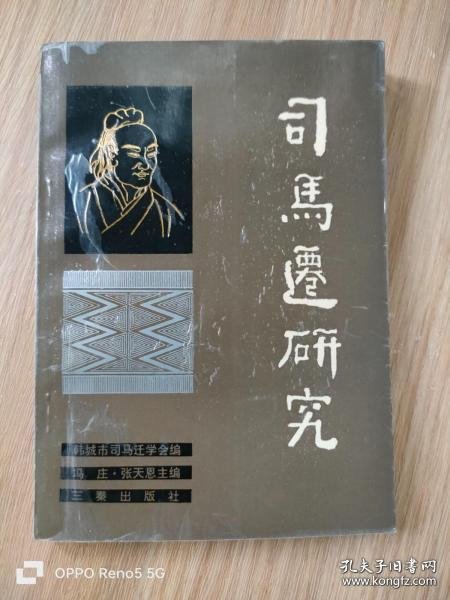 司馬遷研究
韩城市司马迁学会编
冯庄·张天恩主编
三秦出版社
OPPO Reno5 5G
孔夫子旧书网
www.kongfz.com